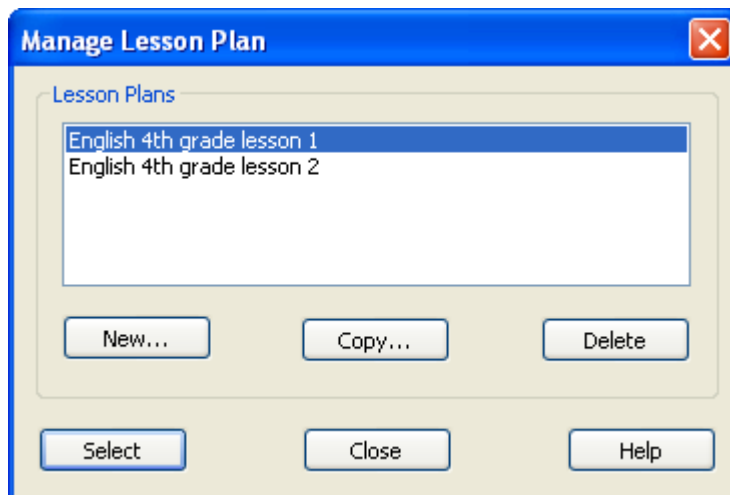 Manage Lesson Plan
Lesson Plans
English 4th grade lesson 1
English 4th grade lesson 2
New... Copy... Delete
Select Close Help